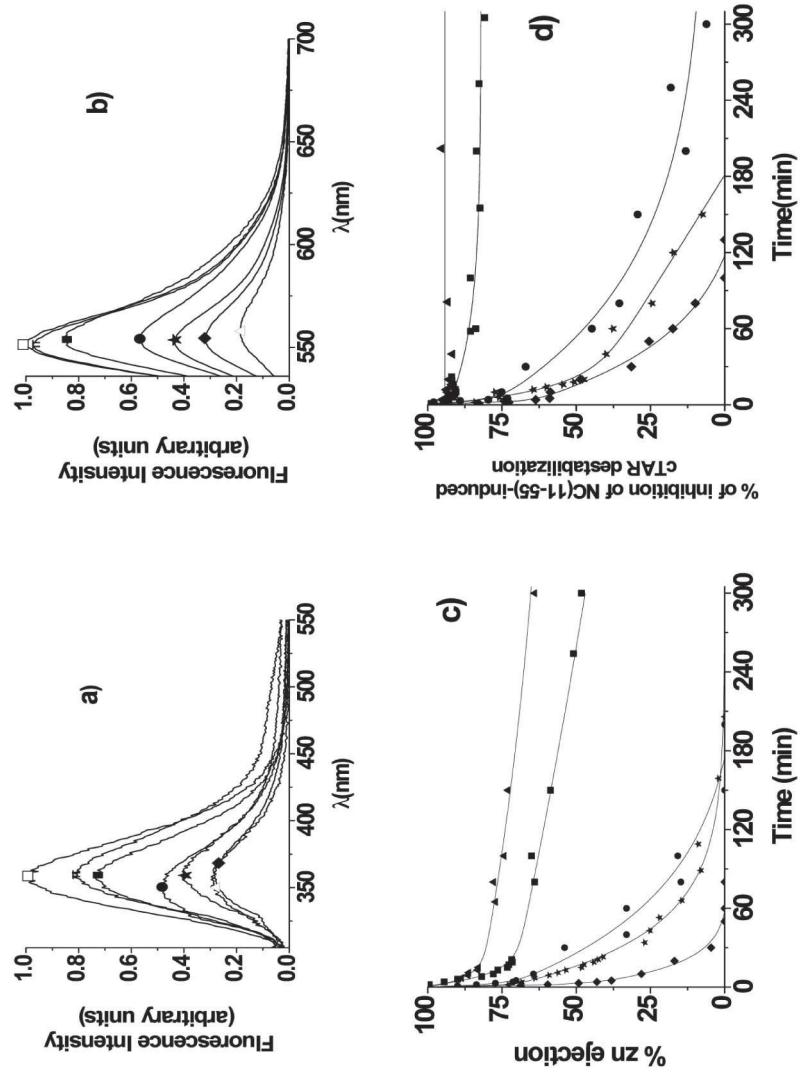 a)
Fluorescence Intensity
(arbitrary units)
1.0
0.8
0.6
0.4
0.2
0.0
350
400
450
500
550
λ(nm)
b)
Fluorescence Intensity
(arbitrary units)
1.0
0.8
0.6
0.4
0.2
0.0
550
600
650
700
λ(nm)
c)
% zn ejection
100
75
50
25
0
0
60
120
180
240
300
Time (min)
d)
% of inhibition of NC(11-55)-induced
cTAR destabilization
100
75
50
25
0
0
60
120
180
240
300
Time(min)